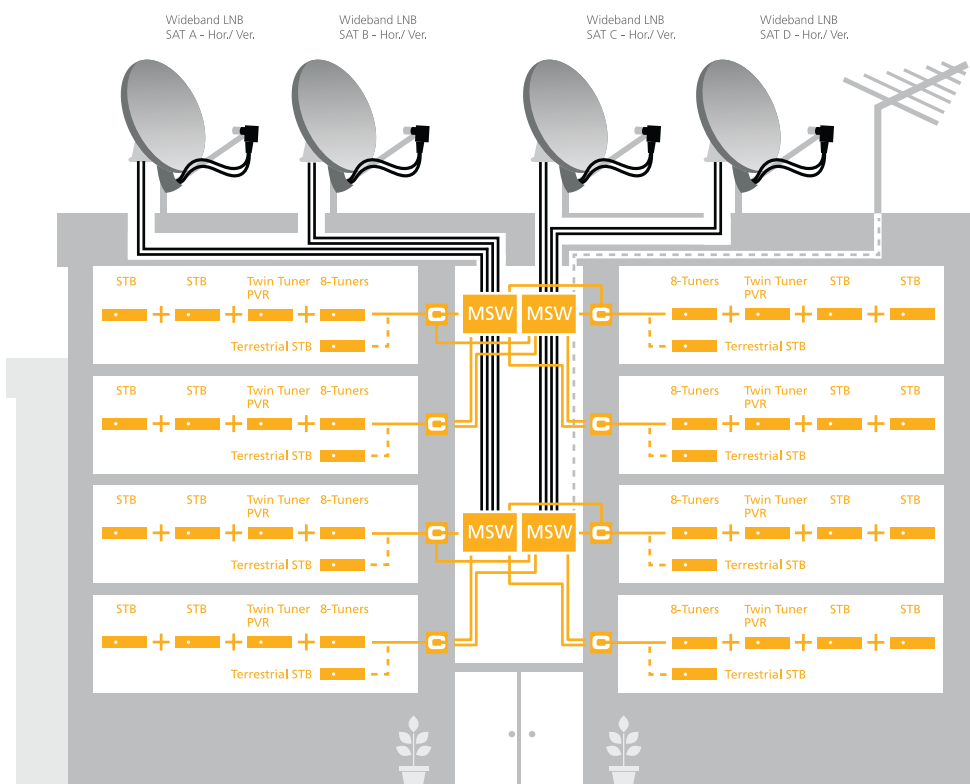 Wideband LNB
SAT A - Hor./ Ver.
Wideband LNB
SAT B - Hor./ Ver.
Wideband LNB
SAT C - Hor./ Ver.
Wideband LNB
SAT D - Hor./ Ver.
STB STB Twin Tuner 8-Tuners
PVR
Terrestrial STB
C MSW MSW C
8-Tuners Twin Tuner STB STB
PVR
Terrestrial STB
STB STB Twin Tuner 8-Tuners
PVR
Terrestrial STB
C C
8-Tuners Twin Tuner STB STB
PVR
Terrestrial STB
STB STB Twin Tuner 8-Tuners
PVR
Terrestrial STB
C MSW MSW C
8-Tuners Twin Tuner STB STB
PVR
Terrestrial STB
STB STB Twin Tuner 8-Tuners
PVR
Terrestrial STB
C C
8-Tuners Twin Tuner STB STB
PVR
Terrestrial STB